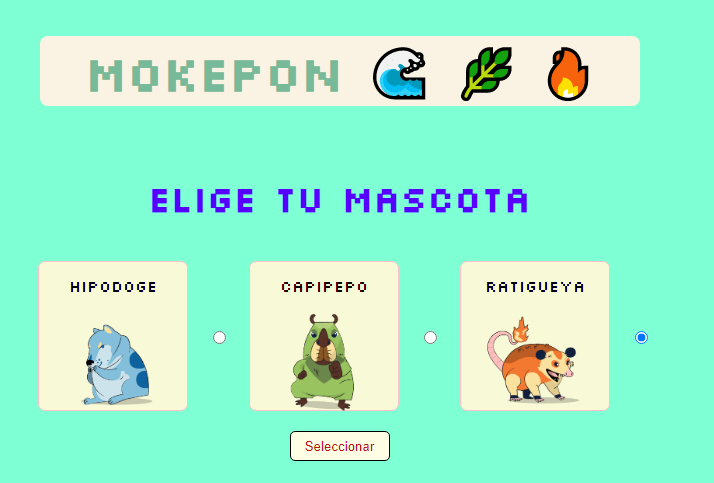 MOKEPON
ELIGE TU MASCOTA
HIPODOGE
CAPIPEPO
RATIGUEYA
Seleccionar